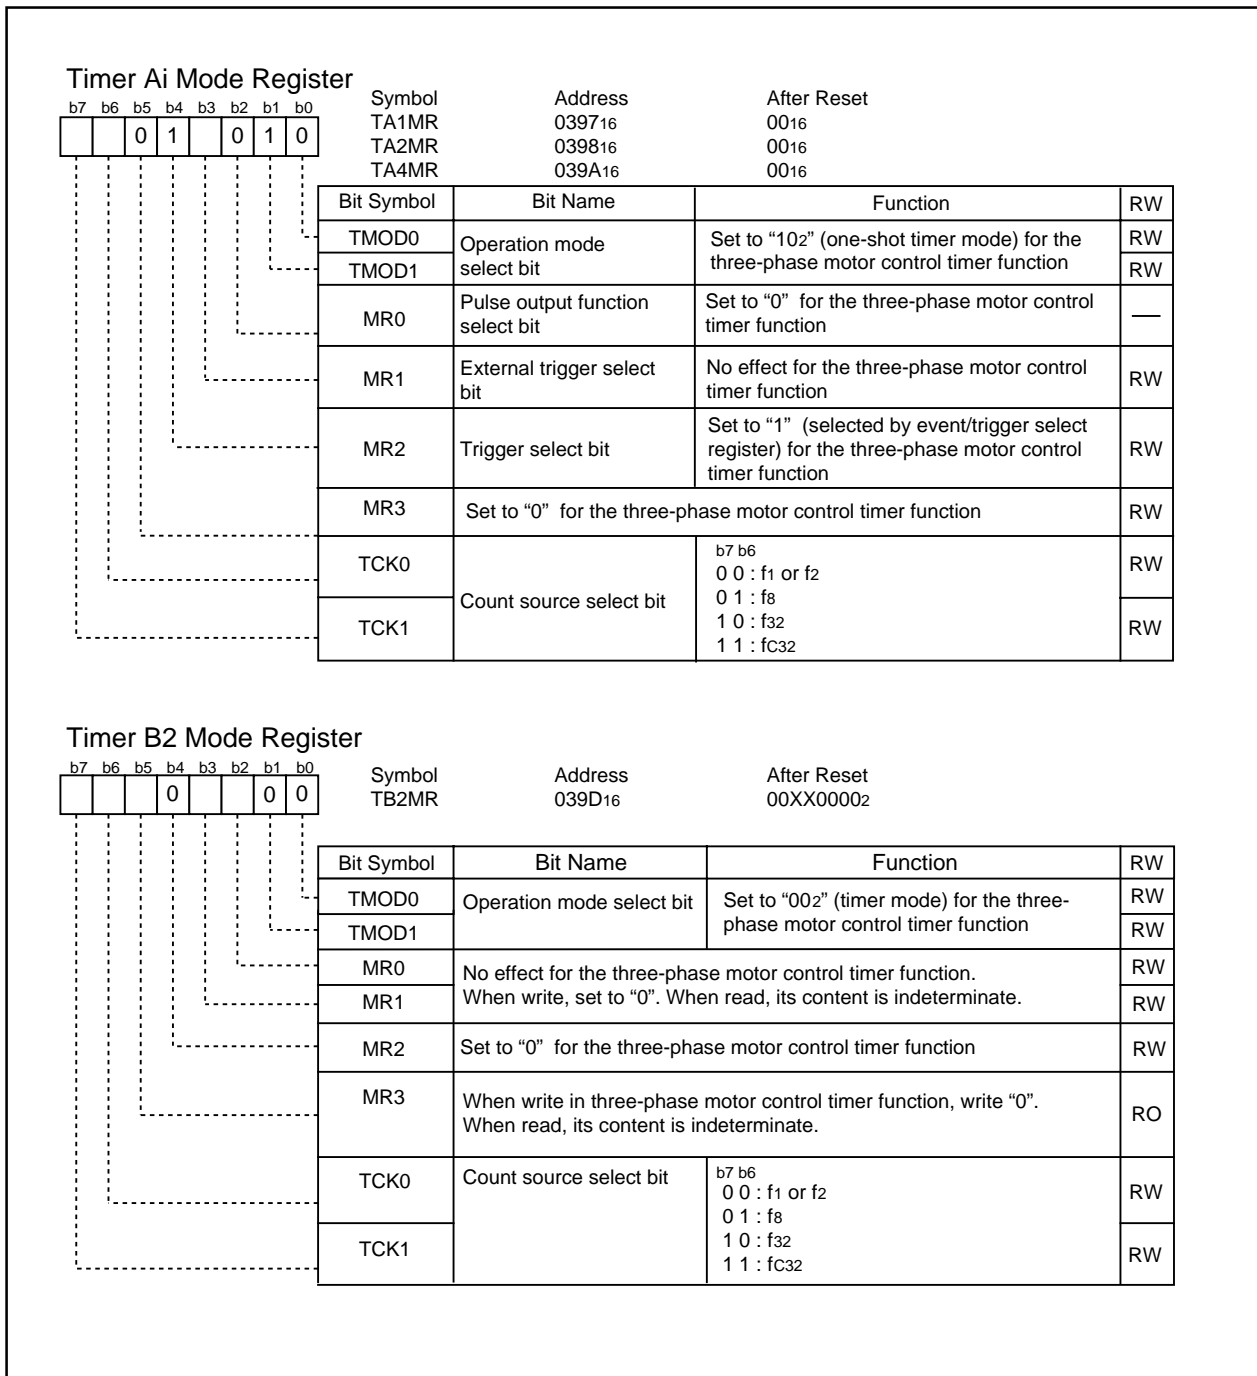 Timer Ai Mode Register
b7 b6 b5 b4 b3 b2 b1 b0
0 1 0 1 0
Symbol Address After Reset
TA1MR 039716 0016
TA2MR 039816 0016
TA4MR 039A16 0016
Bit Symbol Bit Name Function RW
TMOD0 Operation mode select bit Set to “102” (one-shot timer mode) for the three-phase motor control timer function RW
TMOD1 RW
MR0 Pulse output function select bit Set to “0” for the three-phase motor control timer function —
MR1 External trigger select bit No effect for the three-phase motor control timer function RW
MR2 Trigger select bit Set to “1” (selected by event/trigger select register) for the three-phase motor control timer function RW
MR3 Set to “0” for the three-phase motor control timer function RW
TCK0 Count source select bit b7 b6 RW
0 0 : f1 or f2
0 1 : f8
1 0 : f32
1 1 : fC32
TCK1 RW
Timer B2 Mode Register
b7 b6 b5 b4 b3 b2 b1 b0
0 0 0
Symbol Address After Reset
TB2MR 039D16 00XX00002
Bit Symbol Bit Name Function RW
TMOD0 Operation mode select bit Set to “002” (timer mode) for the three-phase motor control timer function RW
TMOD1 RW
MR0 No effect for the three-phase motor control timer function. RW
MR1 When write, set to “0”. When read, its content is indeterminate. RW
MR2 Set to “0” for the three-phase motor control timer function RW
MR3 When write in three-phase motor control timer function, write “0”. When read, its content is indeterminate. RO
TCK0 Count source select bit b7 b6 RW
0 0 : f1 or f2
0 1 : f8
1 0 : f32
1 1 : fC32
TCK1 RW